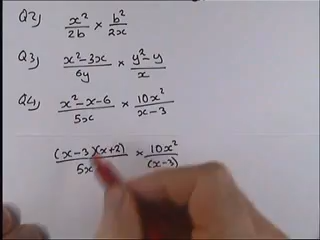 Q2) x²/2b × b²/2x
Q3) x²-3x/6y × y²-y/x
Q4) x²-x-6/5x × 10x²/x-3
(x-3)(x+2)/5x × 10x²/(x-3)